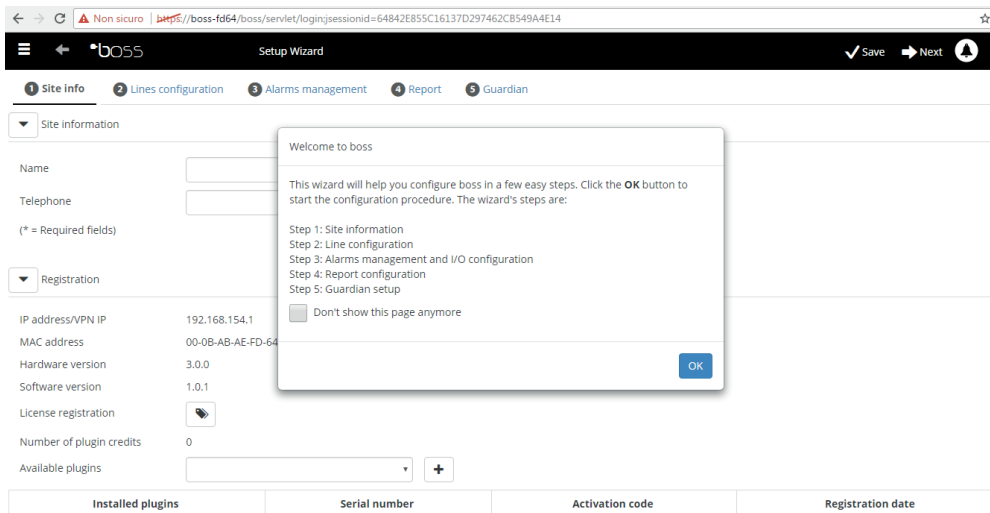 Non sicuro | https://boss-fd64/boss/servlet/login;jsessionid=64842E855C16137D297462CB549A4E14
boss Setup Wizard Save Next
1 Site info 2 Lines configuration 3 Alarms management 4 Report 5 Guardian
Site information
Name
Telephone
(* = Required fields)
Welcome to boss
This wizard will help you configure boss in a few easy steps. Click the OK button to
start the configuration procedure. The wizard's steps are:
Step 1: Site information
Step 2: Line configuration
Step 3: Alarms management and I/O configuration
Step 4: Report configuration
Step 5: Guardian setup
Don't show this page anymore
OK
Registration
IP address/VPN IP 192.168.154.1
MAC address 00-0B-AB-AE-FD-64
Hardware version 3.0.0
Software version 1.0.1
License registration
Number of plugin credits 0
Available plugins
Installed plugins Serial number Activation code Registration date